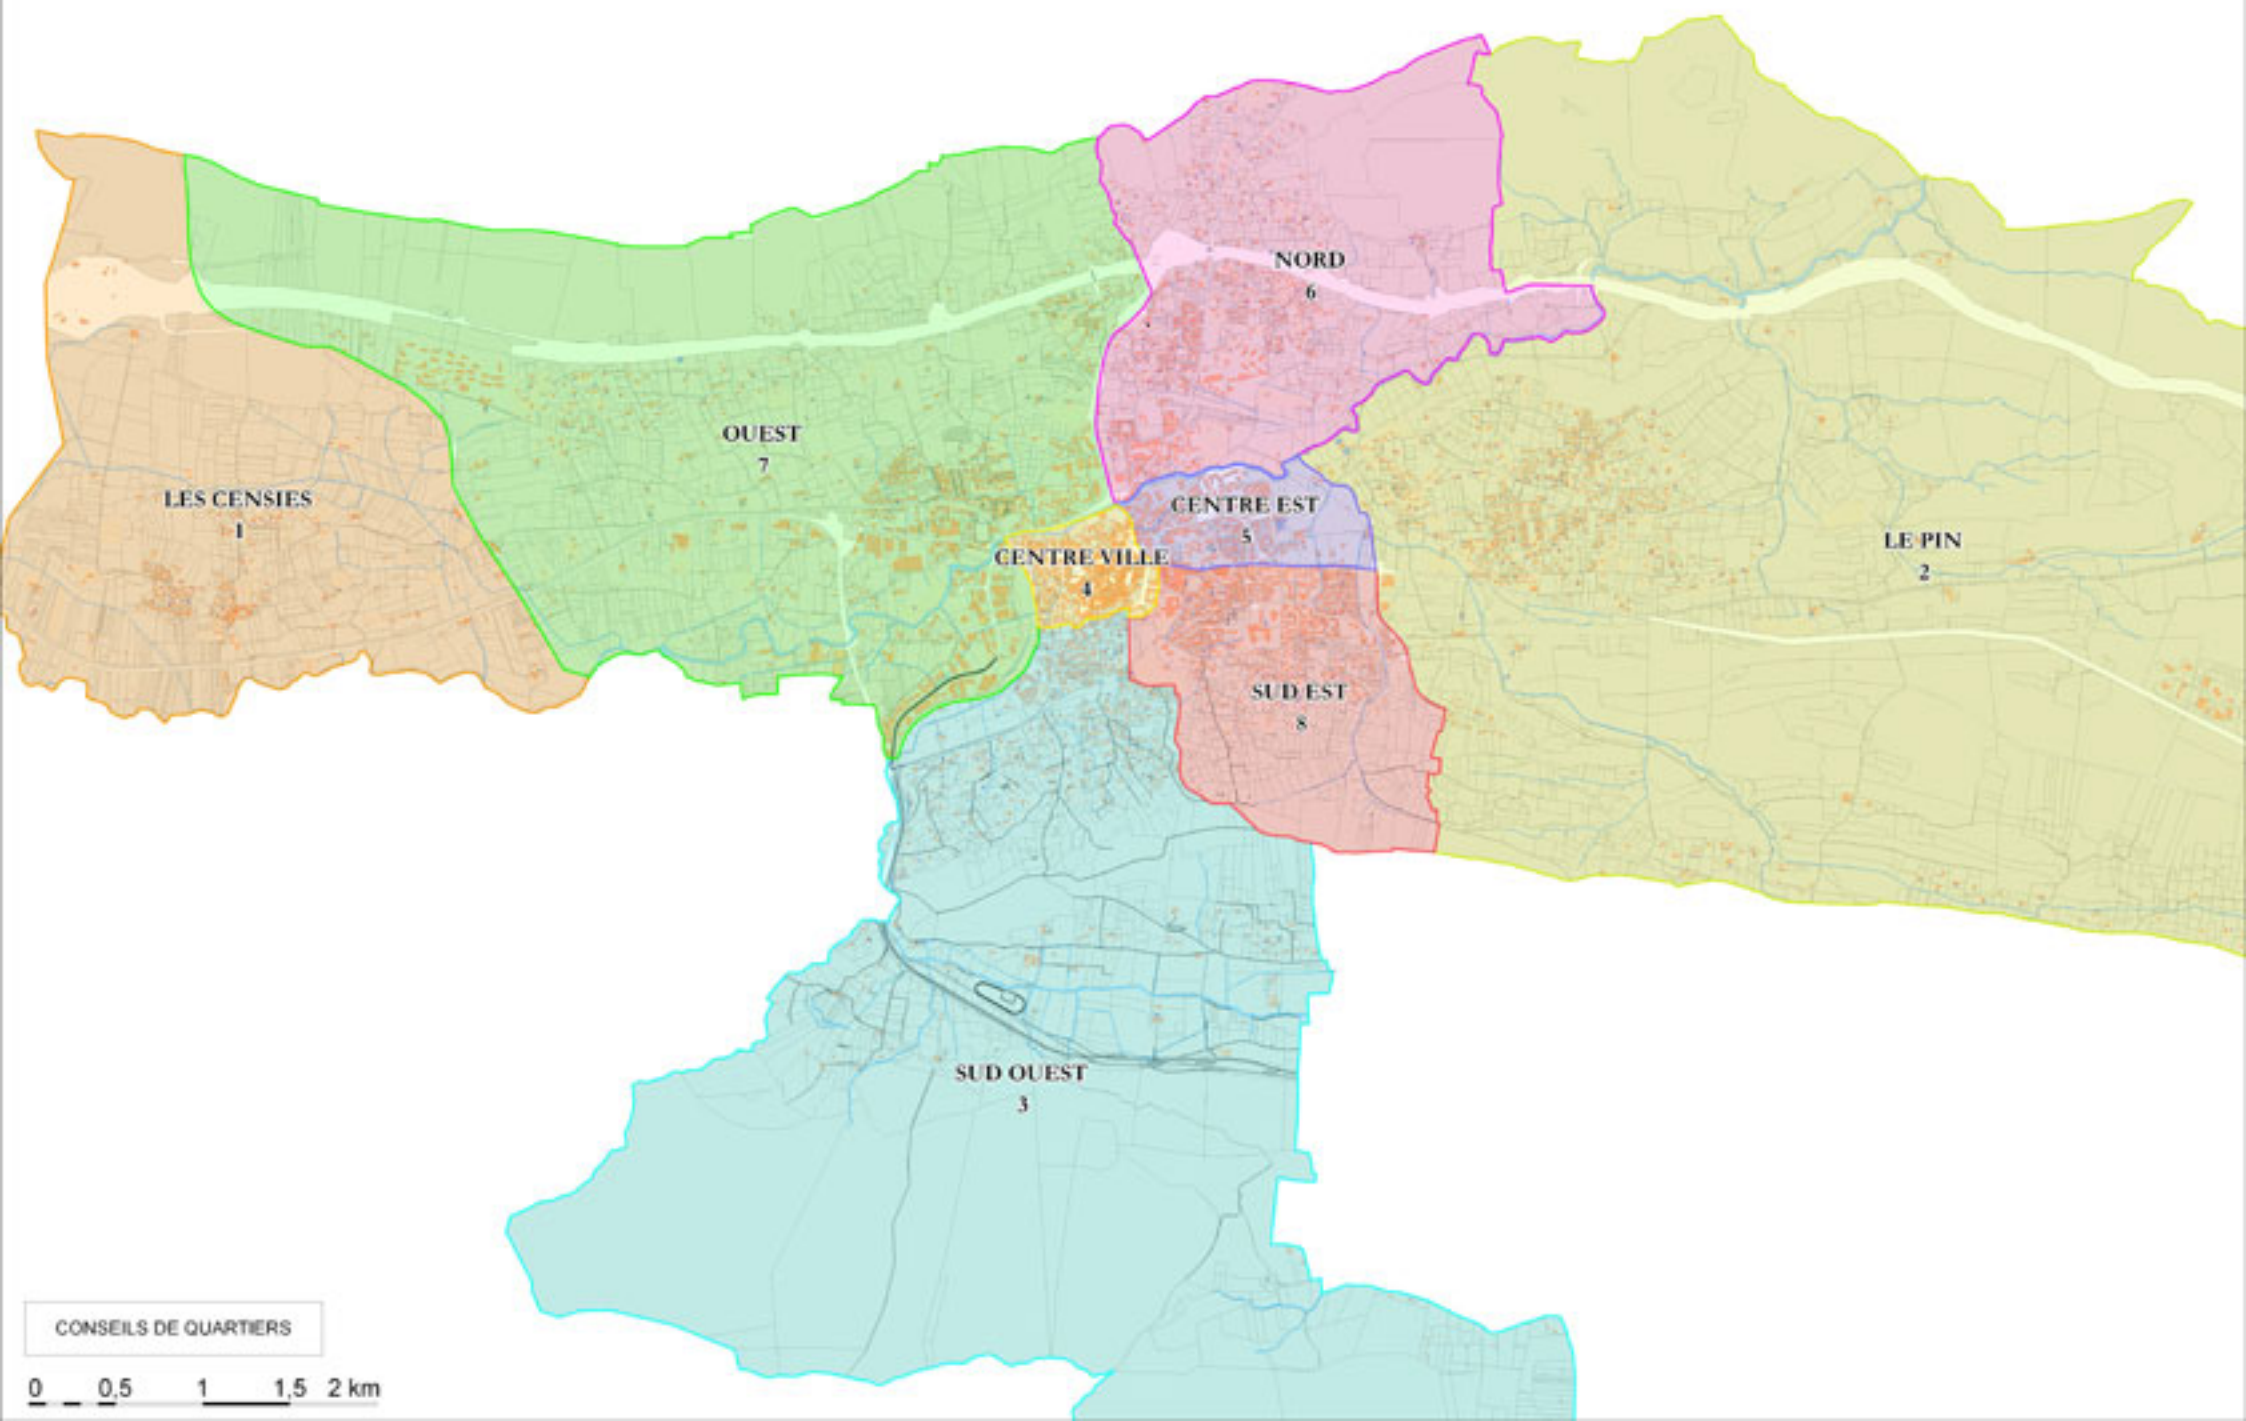 NORD
6
OUEST
7
LES CENSIES
1
CENTRE EST
5
CENTRE VILLE
4
LE PIN
2
SUD EST
8
SUD OUEST
3
CONSEILS DE QUARTIERS
0 0,5 1 1,5 2 km